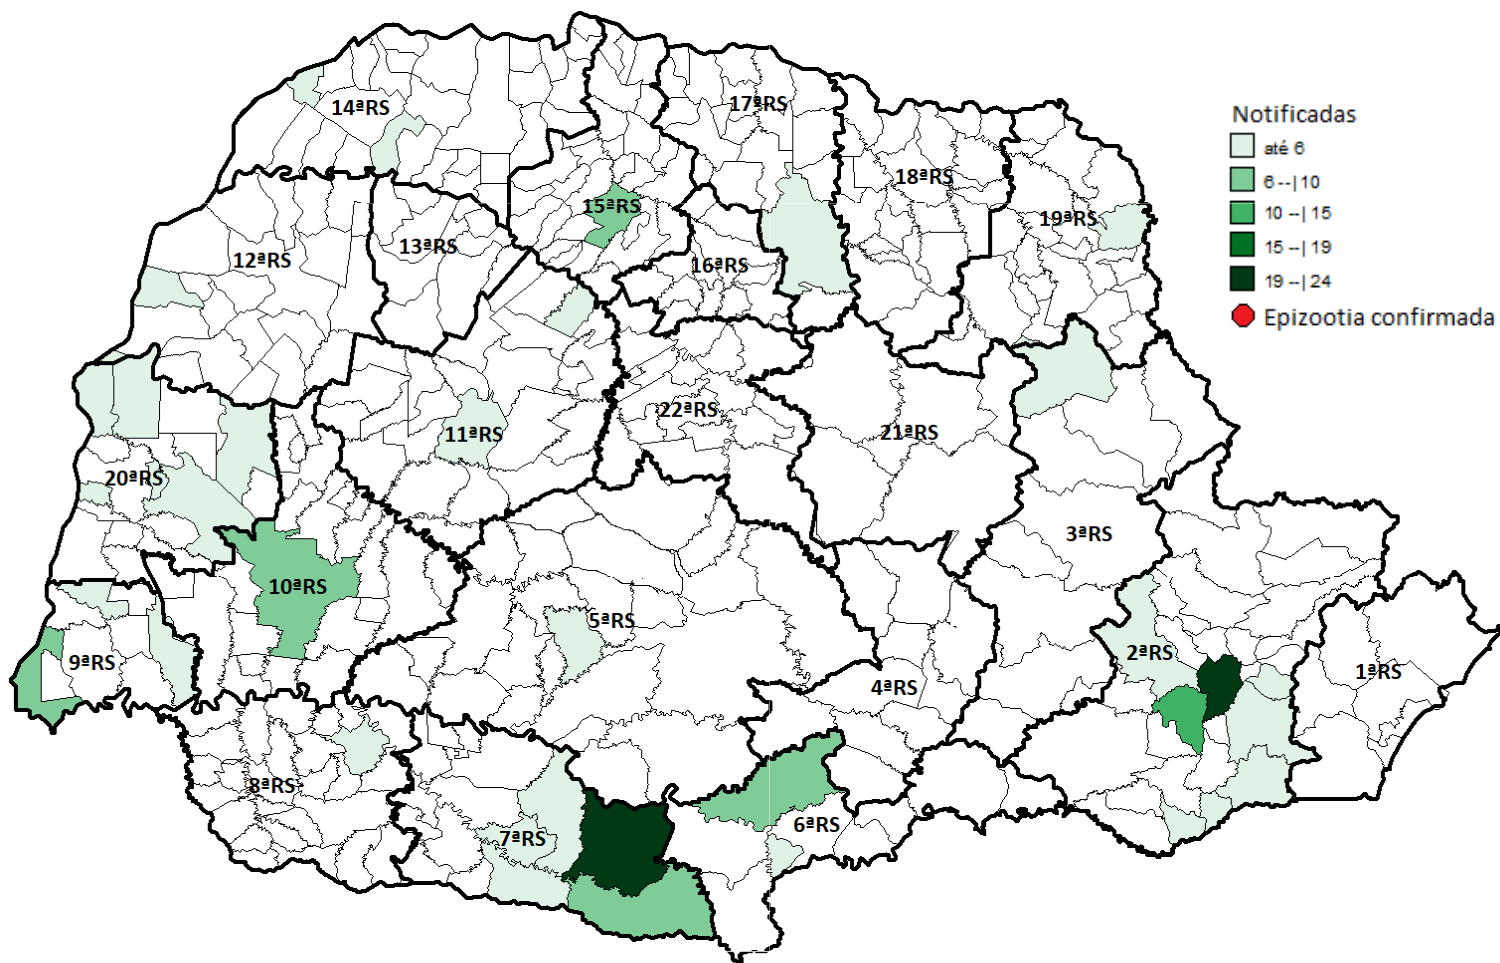 Notificadas
até 6
6 --| 10
10 --| 15
15 --| 19
19 --| 24
Epizootia confirmada
14ªRS
17ªRS
18ªRS
15ªRS
19ªRS
13ªRS
12ªRS
16ªRS
22ªRS
11ªRS
21ªRS
20ªRS
3ªRS
10ªRS
5ªRS
9ªRS
2ªRS
1ªRS
4ªRS
8ªRS
7ªRS
6ªRS